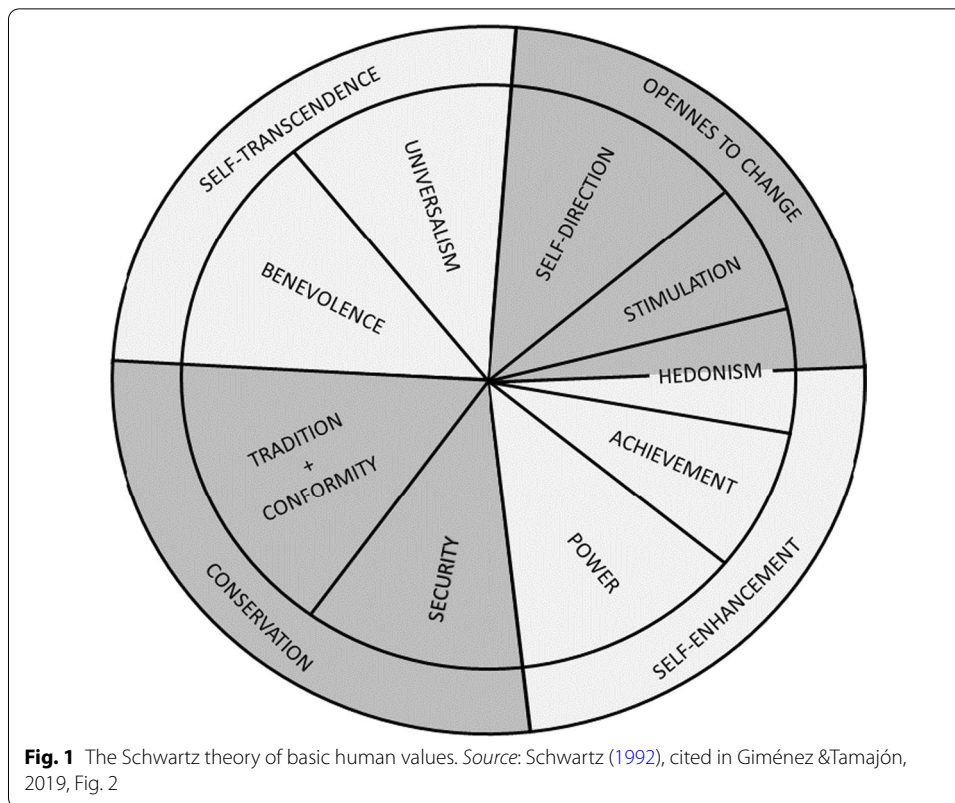 SELF-TRANSCENDENCE
OPENNES TO CHANGE
UNIVERSALISM
SELF-DIRECTION
BENEVOLENCE
STIMULATION
HEDONISM
TRADITION
+
CONFORMITY
ACHIEVEMENT
SECURITY
POWER
CONSERVATION
SELF-ENHANCEMENT
Fig. 1 The Schwartz theory of basic human values. Source: Schwartz (1992), cited in Giménez &Tamajón,
2019, Fig. 2